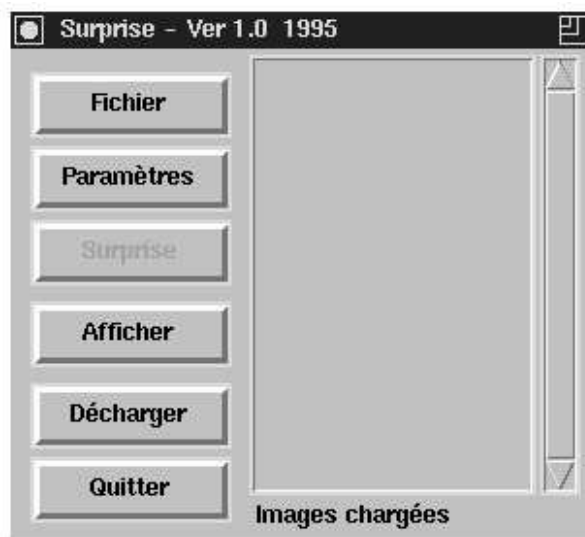 Surprise - Ver 1.0 1995
Fichier
Paramètres
Surprise
Afficher
Décharger
Quitter
Images chargées